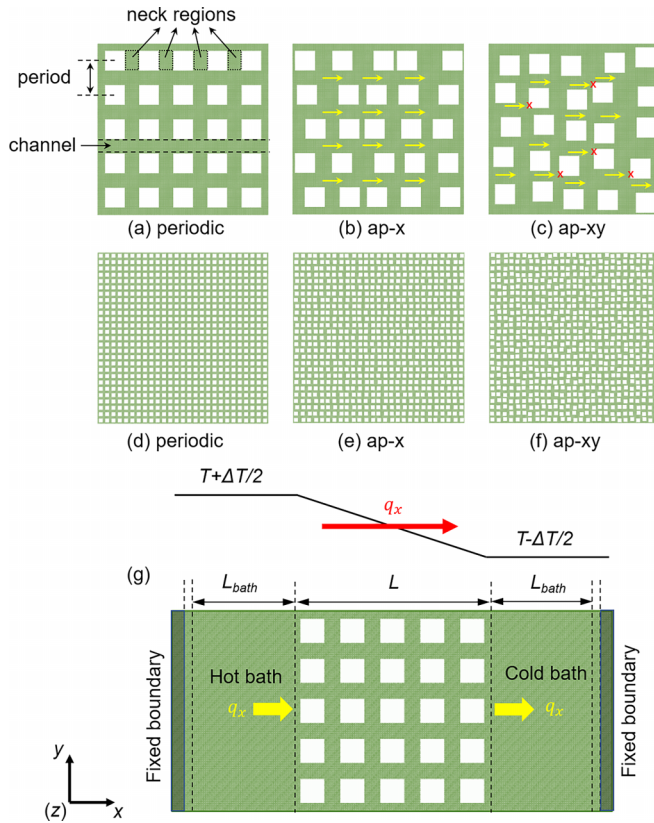 neck regions
period
channel
(a) periodic
(b) ap-x
(c) ap-xy
x
x
x
x
x
(d) periodic
(e) ap-x
(f) ap-xy
T+ΔT/2
q_x
T-ΔT/2
(g)
L_bath
L
L_bath
Fixed boundary
Hot bath
q_x
Cold bath
q_x
Fixed boundary
y
(z)
x